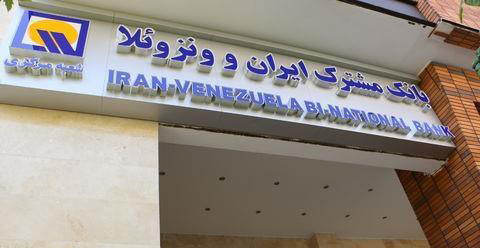 بانک مشترک ایران و ونزوئلا
IRAN VENEZUELA BI-NATIONAL BANK
شعبه مرکزی